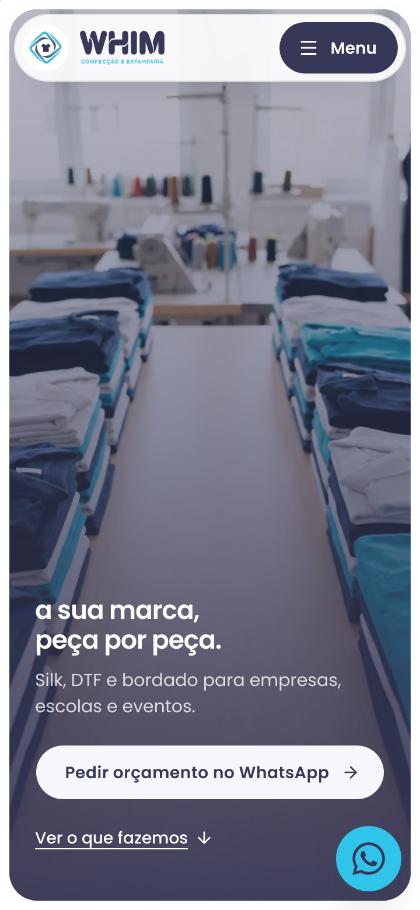 WHIM
CONFECÇÃO E ESTAMPARIA
Menu
a sua marca,
peça por peça.
Silk, DTF e bordado para empresas,
escolas e eventos.
Pedir orçamento no WhatsApp →
Ver o que fazemos ↓